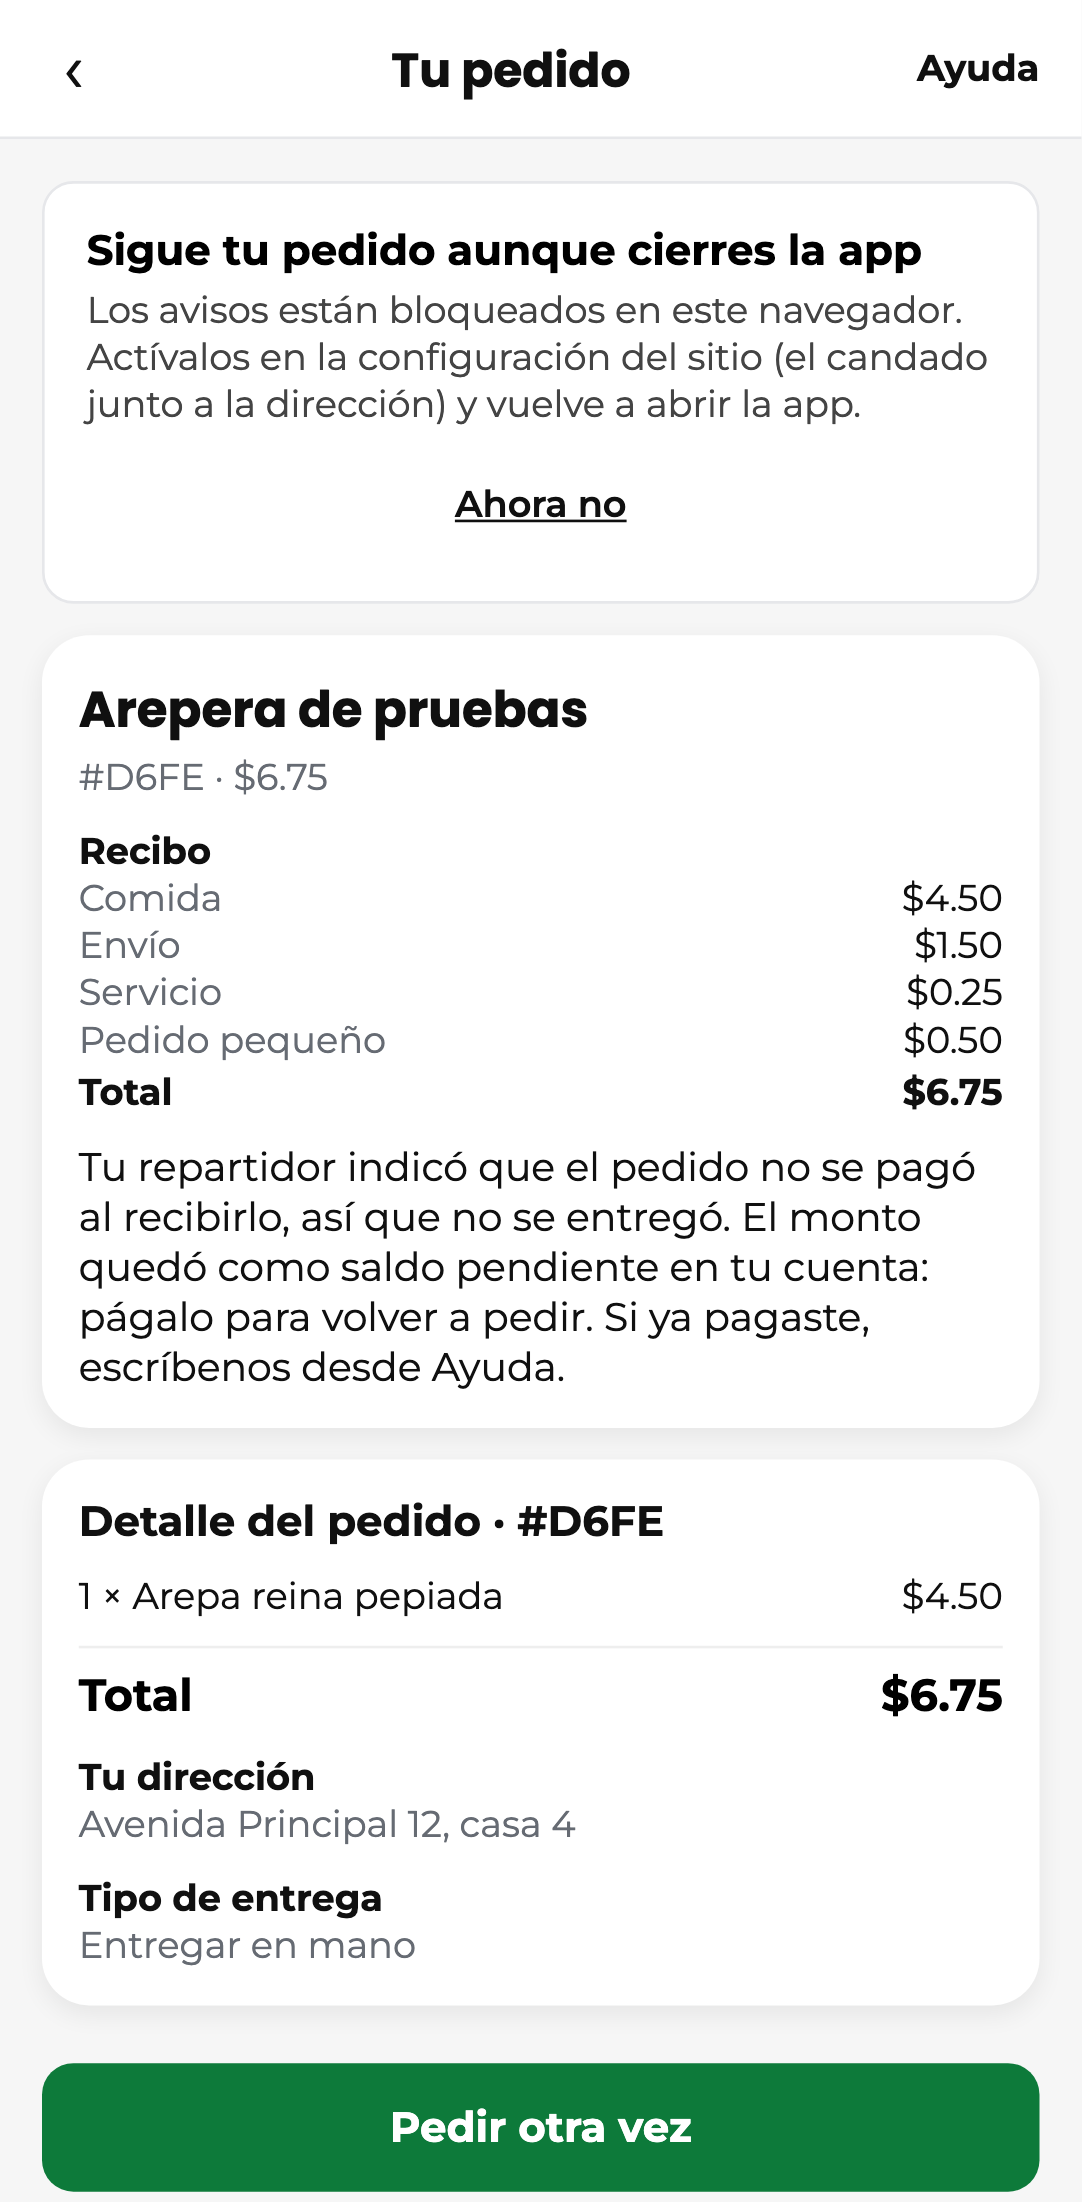 ‹ Tu pedido Ayuda
Sigue tu pedido aunque cierres la app
Los avisos están bloqueados en este navegador.
Actívalos en la configuración del sitio (el candado
junto a la dirección) y vuelve a abrir la app.
Ahora no
Arepera de pruebas
#D6FE · $6.75
Recibo
Comida $4.50
Envío $1.50
Servicio $0.25
Pedido pequeño $0.50
Total $6.75
Tu repartidor indicó que el pedido no se pagó
al recibirlo, así que no se entregó. El monto
quedó como saldo pendiente en tu cuenta:
págalo para volver a pedir. Si ya pagaste,
escríbenos desde Ayuda.
Detalle del pedido · #D6FE
1 × Arepa reina pepiada $4.50
Total $6.75
Tu dirección
Avenida Principal 12, casa 4
Tipo de entrega
Entregar en mano
Pedir otra vez